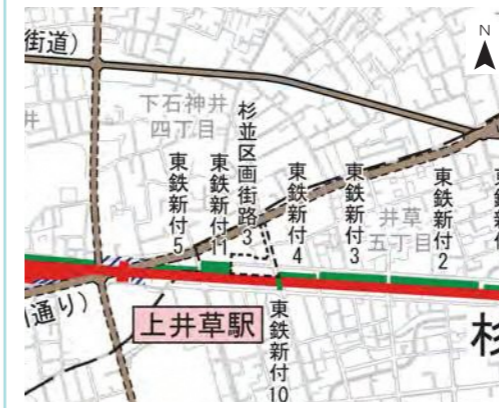 N
街道)
下石神井
四丁目
井
杉並区画街路3
東鉄新付5
東鉄新付11
東鉄新付4
東鉄新付3
井草
五丁目
東鉄新付2
通り)
上井草駅
東鉄新付10
杉